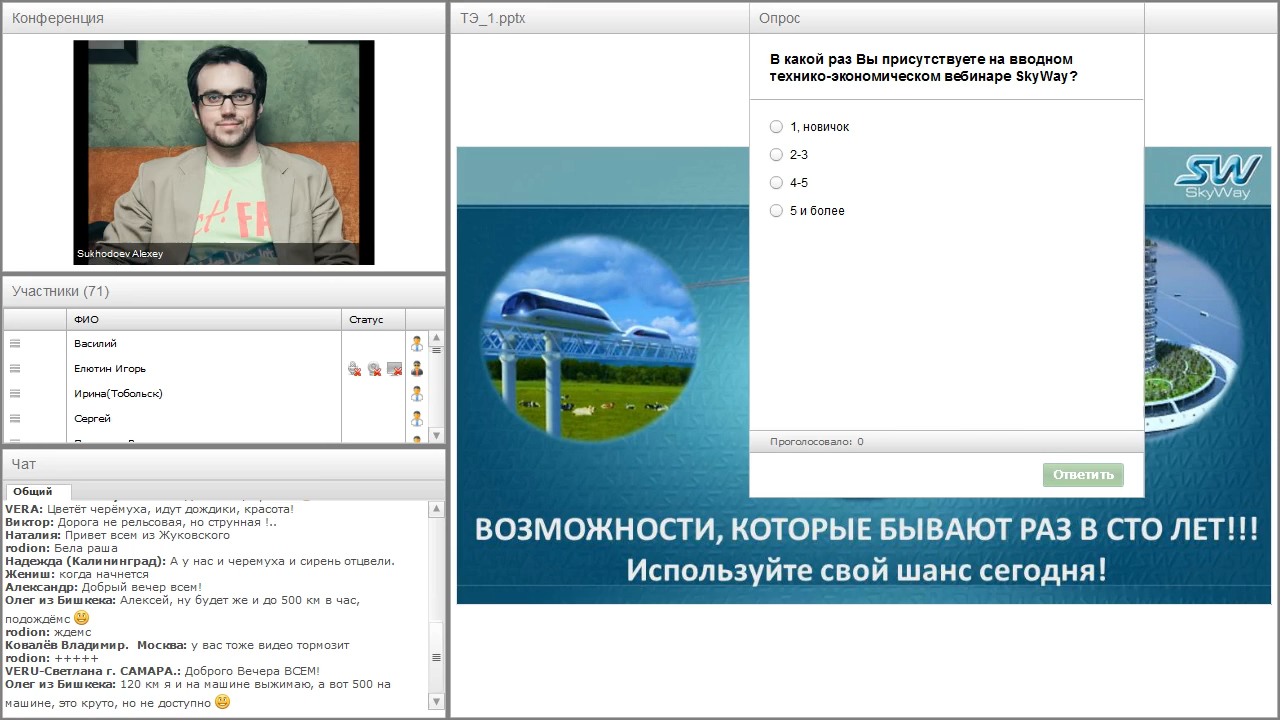 Конференция
Sukhodoev Alexey
Участники (71)
ФИО
Статус
Василий
Елютин Игорь
Ирина(Тобольск)
Сергей
Чат
Общий
VERA: Цветёт черёмуха, идут дождики, красота!
Виктор: Дорога не рельсовая, но струнная !..
Наталия: Привет всем из Жуковского
rodion: Бела раша
Надежда (Калининград): А у нас и черемуха и сирень отцвели.
Жениш: когда начнется
Александр: Добрый вечер всем!
Олег из Бишкека: Алексей, ну будет же и до 500 км в час,
подождёмс
rodion: ждемс
Ковалёв Владимир. Москва: у вас тоже видео тормозит
rodion: +++++
VERU-Светлана г. САМАРА.: Доброго Вечера ВСЕМ!
Олег из Бишкека: 120 км я и на машине выжимаю, а вот 500 на
машине, это круто, но не доступно
ТЭ_1.pptx
Опрос
В какой раз Вы присутствуете на вводном
технико-экономическом вебинаре SkyWay?
1, новичок
2-3
4-5
5 и более
Проголосовало: 0
Ответить
SW
SkyWay
ВОЗМОЖНОСТИ, КОТОРЫЕ БЫВАЮТ РАЗ В СТО ЛЕТ!!!
Используйте свой шанс сегодня!